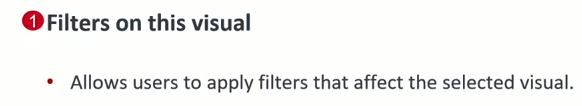 1 Filters on this visual
• Allows users to apply filters that affect the selected visual.